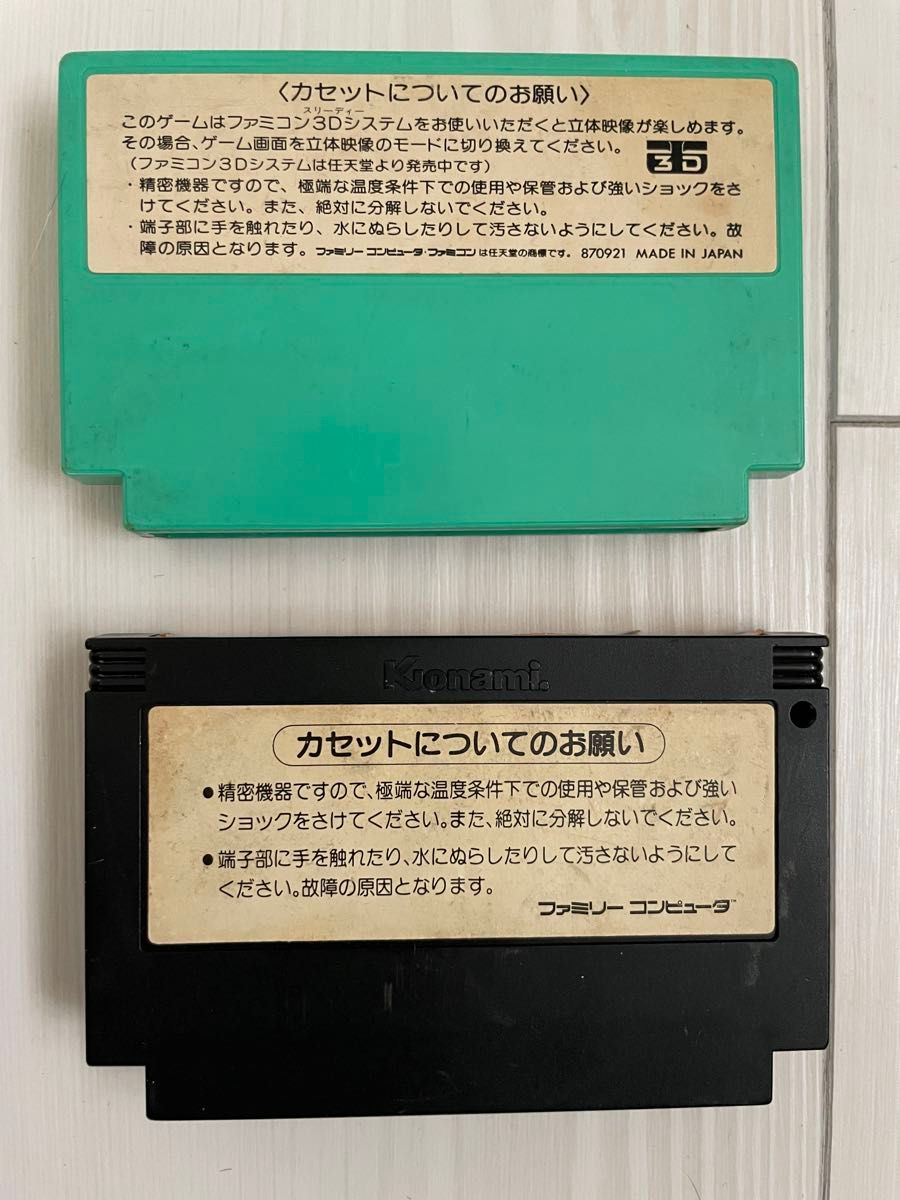 〈カセットについてのお願い〉
スリーディー
このゲームはファミコン3Dシステムをお使いいただくと立体映像が楽しめます。
その場合、ゲーム画面を立体映像のモードに切り換えてください。
3D
(ファミコン3Dシステムは任天堂より発売中です)
・精密機器ですので、極端な温度条件下での使用や保管および強いショックをさ
けてください。また、絶対に分解しないでください。
・端子部に手を触れたり、水にぬらしたりして汚さないようにしてください。故
障の原因となります。ファミリーコンピュータ・ファミコンは任天堂の商標です。 870921 MADE IN JAPAN
Konami.
カセットについてのお願い
●精密機器ですので、極端な温度条件下での使用や保管および強い
ショックをさけてください。また、絶対に分解しないでください。
●端子部に手を触れたり、水にぬらしたりして汚さないようにして
ください。故障の原因となります。
ファミリー コンピュータ™